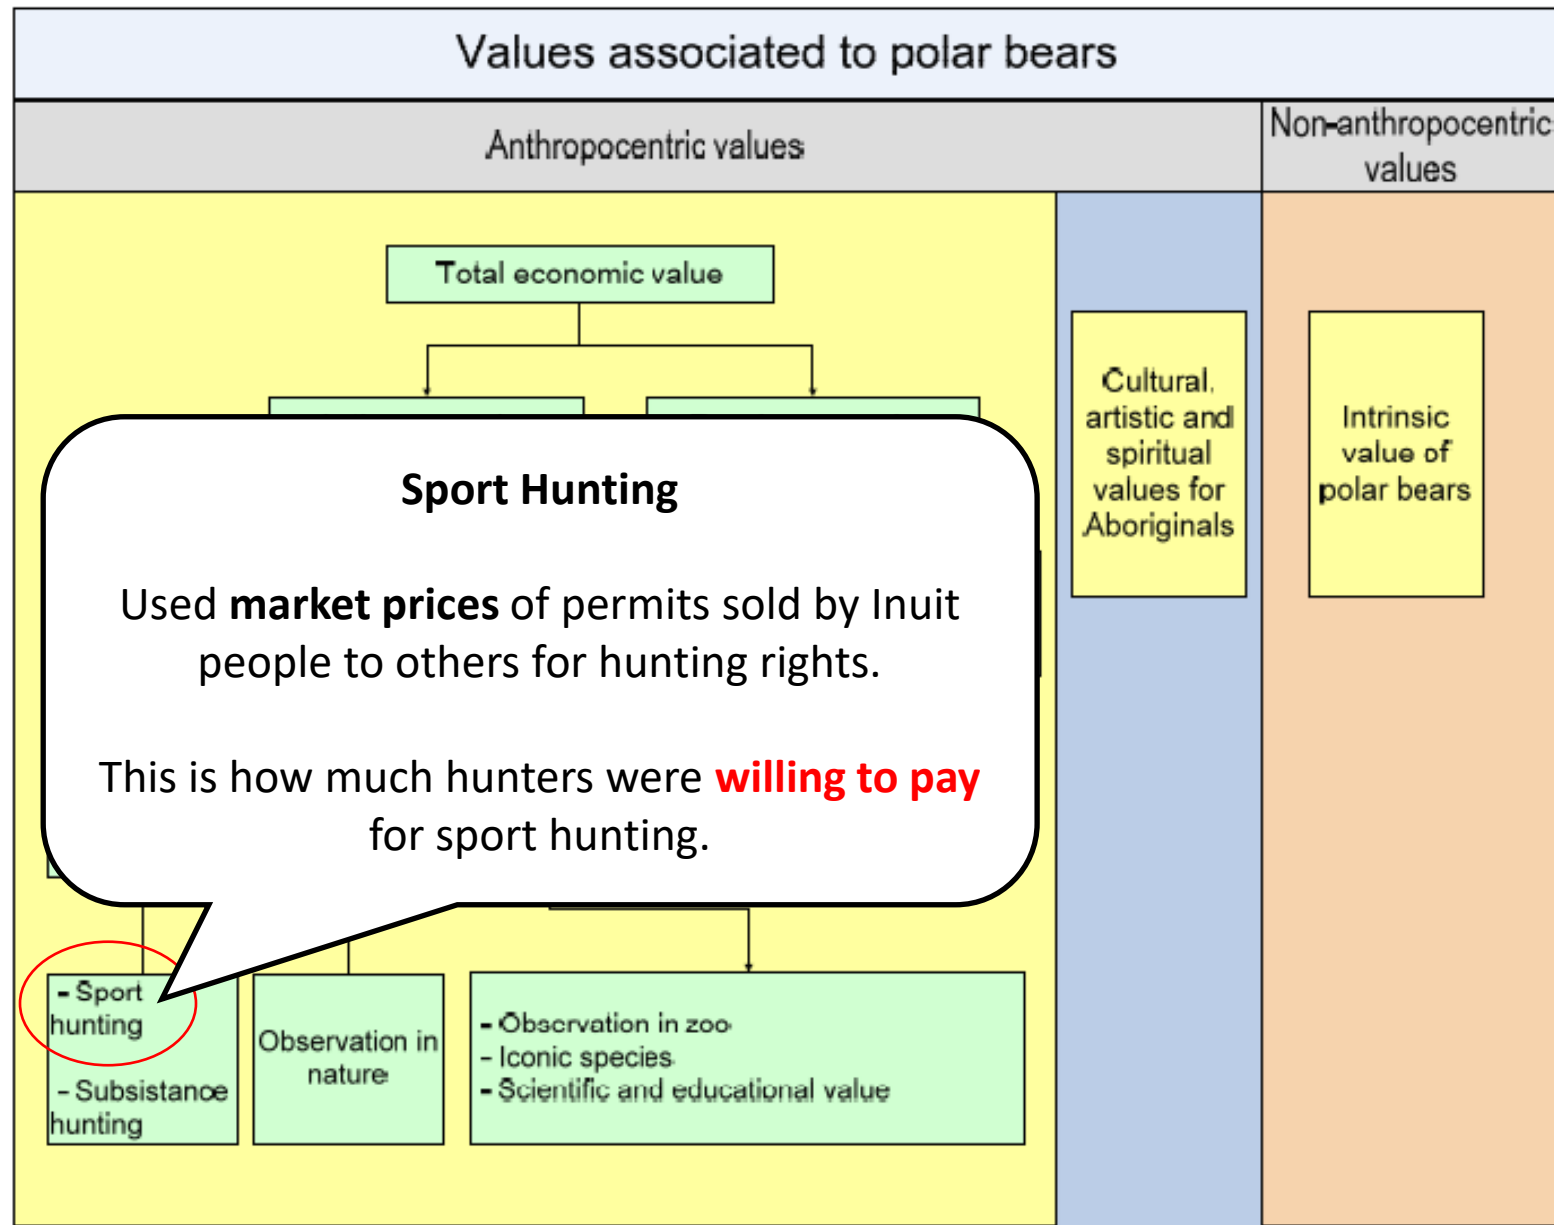 Values associated to polar bears
Anthropocentric values
Non-anthropocentric
values
Total economic value
Cultural,
artistic and
spiritual
values for
Aboriginals
Intrinsic
value of
polar bears
Sport Hunting
Used market prices of permits sold by Inuit
people to others for hunting rights.
This is how much hunters were willing to pay
for sport hunting.
- Sport
hunting
- Subsistance
hunting
Observation in
nature
- Observation in zoo
- Iconic species
- Scientific and educational value